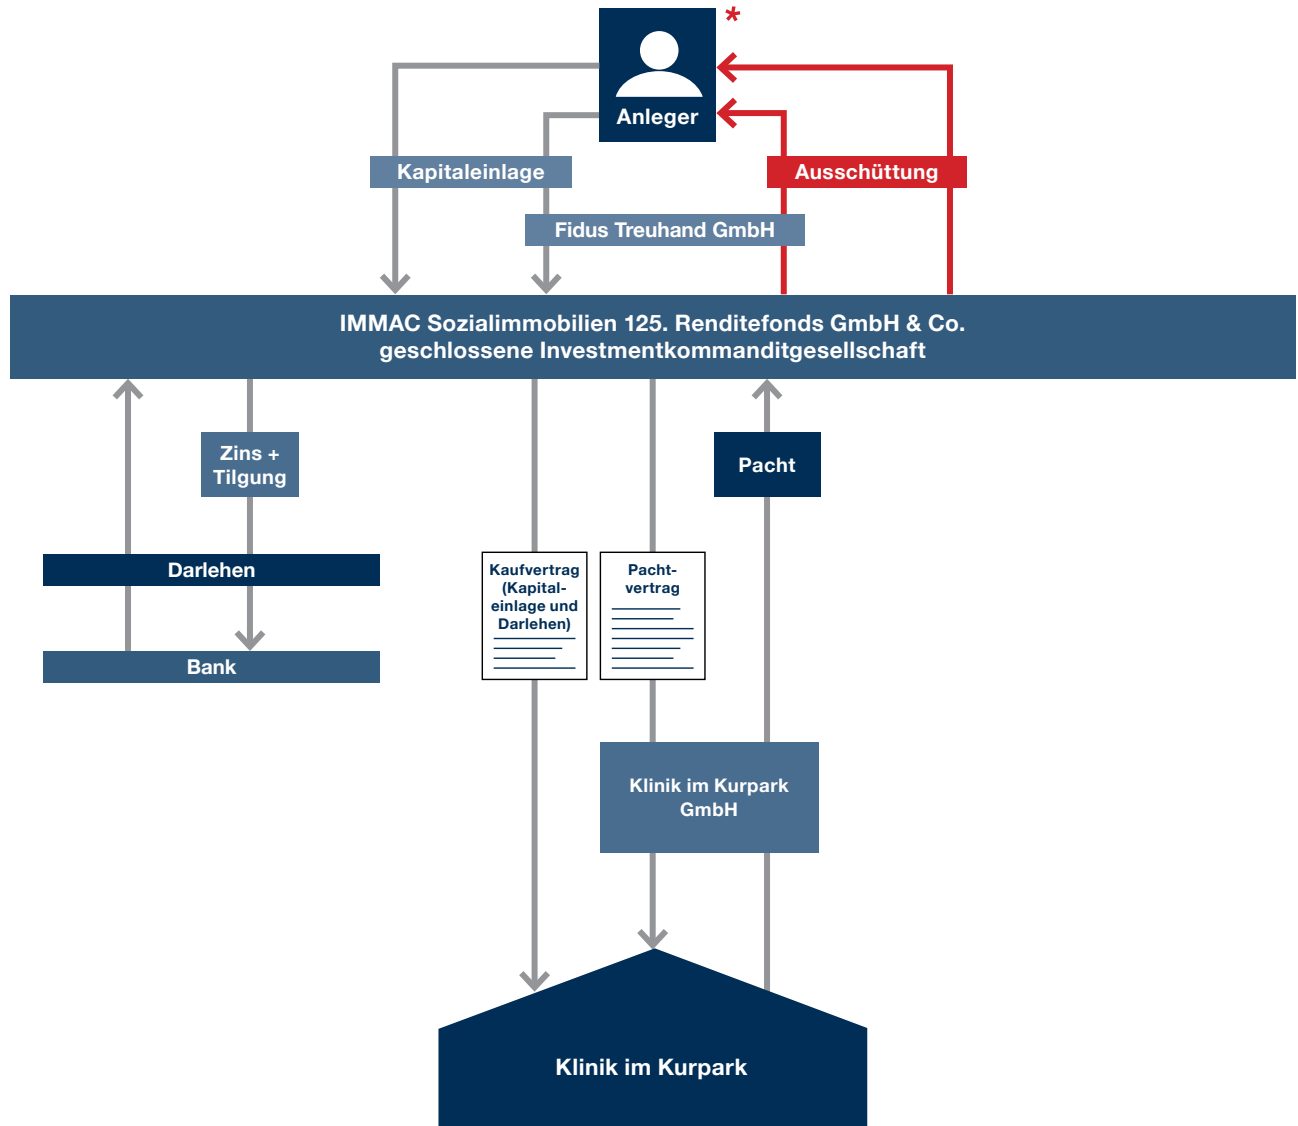 *
Anleger
Kapitaleinlage
Ausschüttung
Fidus Treuhand GmbH
IMMAC Sozialimmobilien 125. Renditefonds GmbH & Co.
geschlossene Investmentkommanditgesellschaft
Zins +
Tilgung
Pacht
Darlehen
Bank
Kaufvertrag
(Kapital-
einlage und
Darlehen)
Pacht-
vertrag
Klinik im Kurpark
GmbH
Klinik im Kurpark